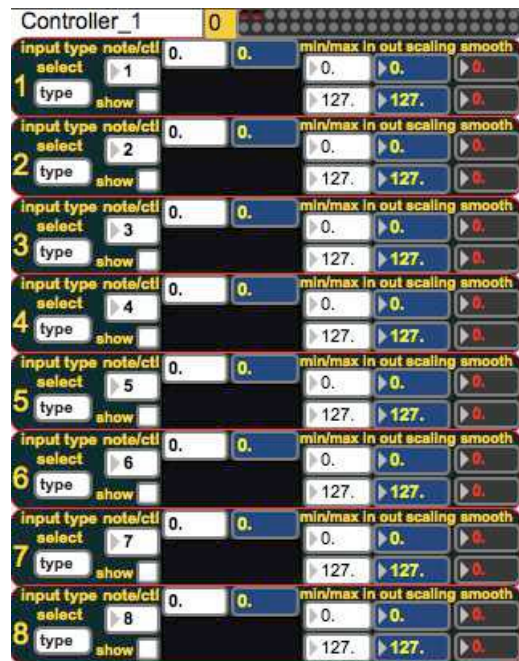 Controller_1 0
input type note/ctl 0. 0. min/max in out scaling smooth
select 1 0. 0. 0.
1 type show 127. 127. 0.
input type note/ctl 0. 0. min/max in out scaling smooth
select 2 0. 0. 0.
2 type show 127. 127. 0.
input type note/ctl 0. 0. min/max in out scaling smooth
select 3 0. 0. 0.
3 type show 127. 127. 0.
input type note/ctl 0. 0. min/max in out scaling smooth
select 4 0. 0. 0.
4 type show 127. 127. 0.
input type note/ctl 0. 0. min/max in out scaling smooth
select 5 0. 0. 0.
5 type show 127. 127. 0.
input type note/ctl 0. 0. min/max in out scaling smooth
select 6 0. 0. 0.
6 type show 127. 127. 0.
input type note/ctl 0. 0. min/max in out scaling smooth
select 7 0. 0. 0.
7 type show 127. 127. 0.
input type note/ctl 0. 0. min/max in out scaling smooth
select 8 0. 0. 0.
8 type show 127. 127. 0.